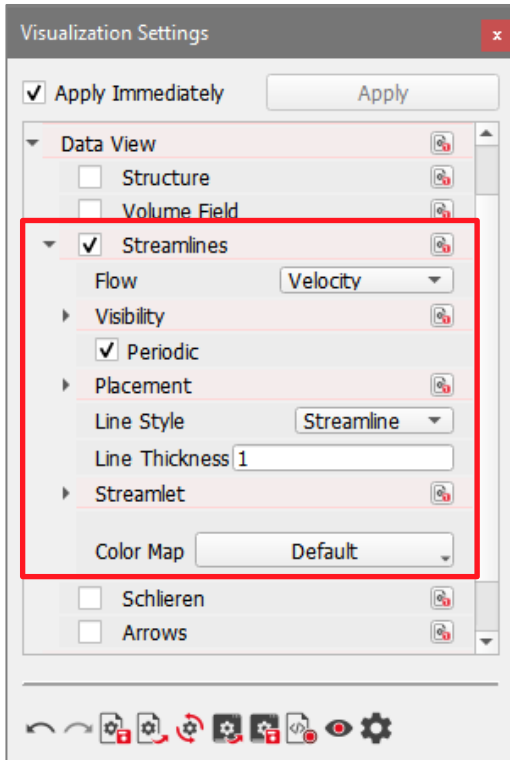 Visualization Settings
x
Apply Immediately
Apply
Data View
Structure
Volume Field
Streamlines
Flow Velocity
Visibility
Periodic
Placement
Line Style Streamline
Line Thickness 1
Streamlet
Color Map Default
Schlieren
Arrows